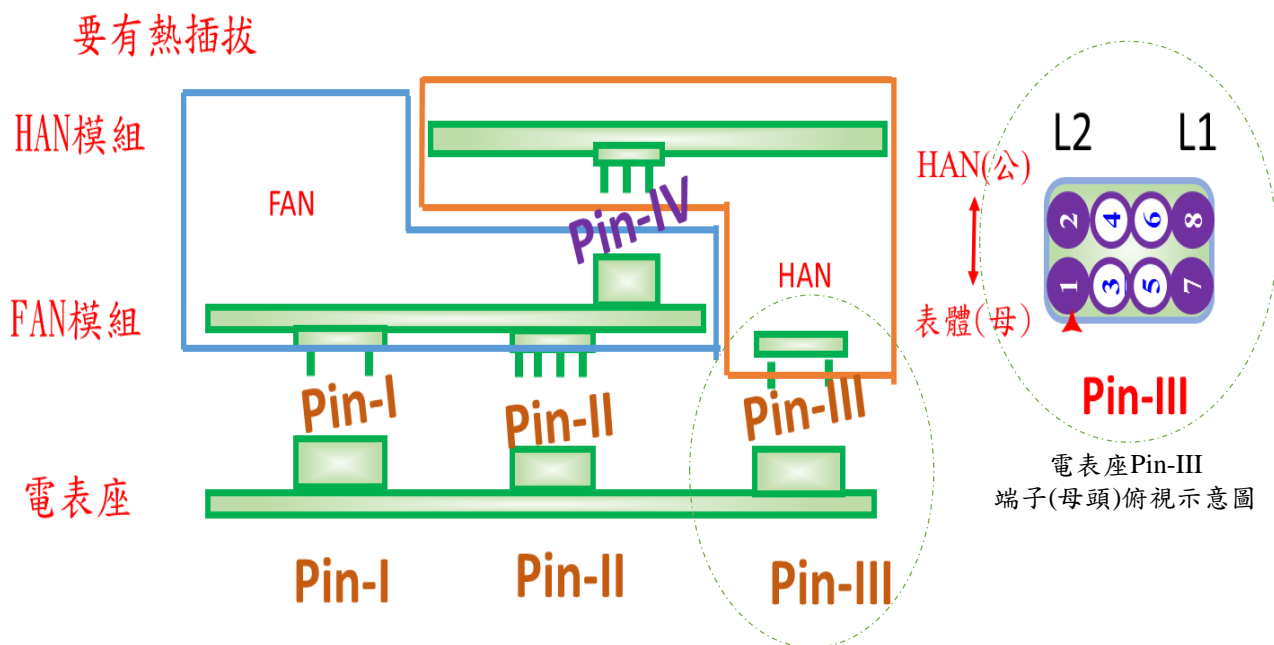 要有熱插拔
HAN模組
FAN
Pin-IV
HAN
FAN模組
Pin-I
Pin-II
Pin-III
電表座
Pin-I
Pin-II
Pin-III
HAN(公)
表體(母)
L2 L1
2 4 6 8
1 3 5 7
Pin-III
電表座Pin-III
端子(母頭)俯視示意圖